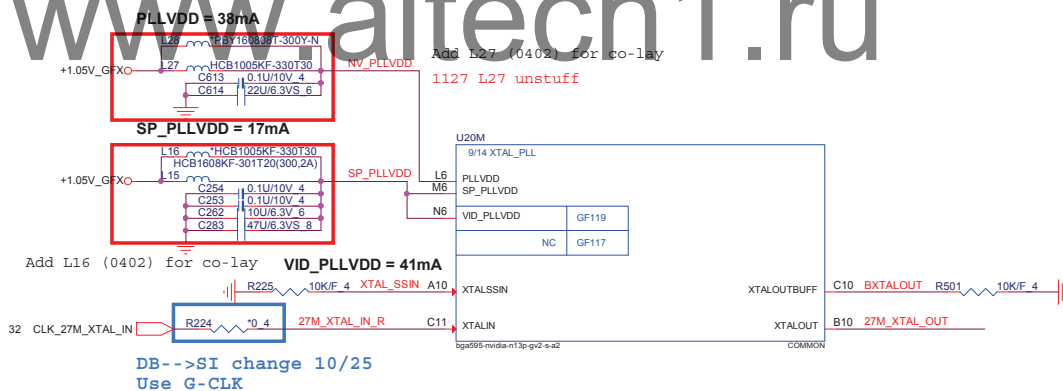 www.aitech1.ru
PLLVDD = 38mA
L28 *PBY160808T-300Y-N
L27 HCB1005KF-330T30
+1.05V_GFX
NV_PLLVDD
C613 0.1U/10V_4
C614 22U/6.3VS_6
Add L27 (0402) for co-lay
1127 L27 unstuff
SP_PLLVDD = 17mA
L16 *HCB1005KF-330T30
HCB1608KF-301T20(300,2A)
L15
+1.05V_GFX
SP_PLLVDD
C254 0.1U/10V_4
C253 0.1U/10V_4
C262 10U/6.3V_6
C283 47U/6.3VS_8
Add L16 (0402) for co-lay
VID_PLLVDD = 41mA
U20M
9/14 XTAL_PLL
L6 PLLVDD
M6 SP_PLLVDD
N6 VID_PLLVDD GF119
NC GF117
R225 10K/F_4 XTAL_SSIN A10 XTALSSIN
XTALOUTBUFF C10 BXTALOUT R501 10K/F_4
32 CLK_27M_XTAL_IN R224 *0_4 27M_XTAL_IN_R C11 XTALIN
XTALOUT B10 27M_XTAL_OUT
bga595-nvidia-n13p-gv2-s-a2 COMMON
DB-->SI change 10/25
Use G-CLK